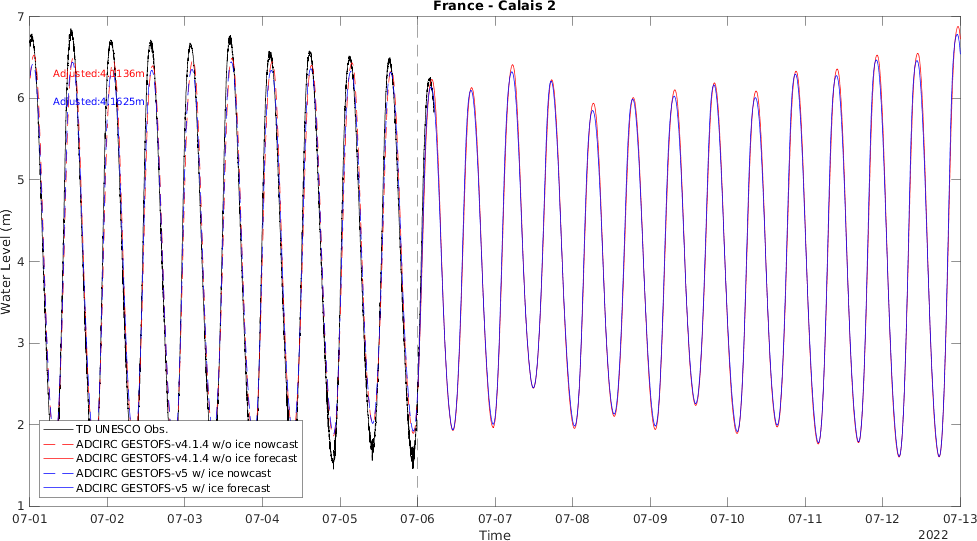 France - Calais 2
7
6
5
4
3
2
1
Water Level (m)
Adjusted:4.1136m
Adjusted:4.1625m
TD UNESCO Obs.
ADCIRC GESTOFS-v4.1.4 w/o ice nowcast
ADCIRC GESTOFS-v4.1.4 w/o ice forecast
ADCIRC GESTOFS-v5 w/ ice nowcast
ADCIRC GESTOFS-v5 w/ ice forecast
07-01 07-02 07-03 07-04 07-05 07-06 07-07 07-08 07-09 07-10 07-11 07-12 07-13
Time
2022